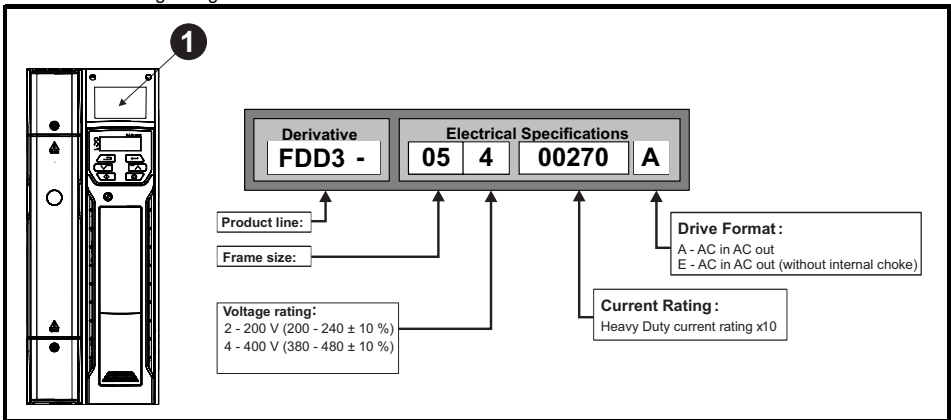 1
Derivative
FDD3 -
Electrical Specifications
05 4 00270 A
Product line:
Frame size:
Voltage rating:
2 - 200 V (200 - 240 ± 10 %)
4 - 400 V (380 - 480 ± 10 %)
Current Rating :
Heavy Duty current rating x10
Drive Format :
A - AC in AC out
E - AC in AC out (without internal choke)